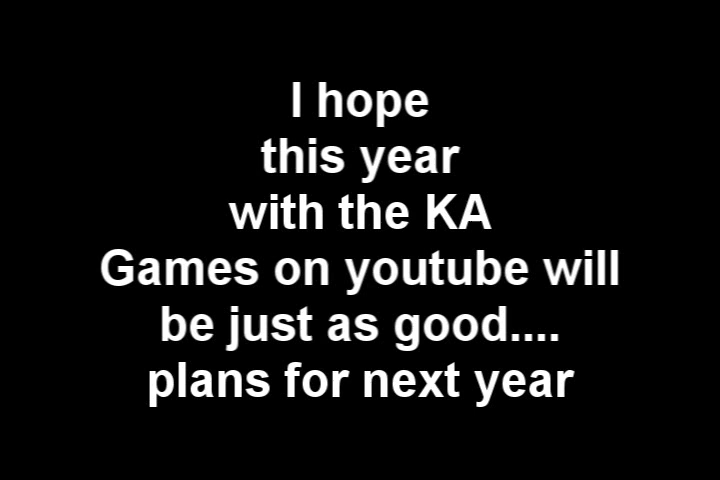 I hope
this year
with the KA
Games on youtube will
be just as good....
plans for next year